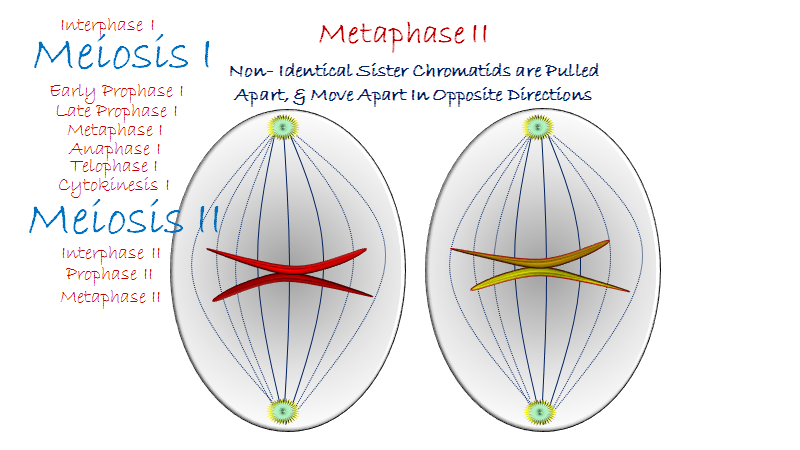 Interphase I
Meiosis I
Early Prophase I
Late Prophase I
Metaphase I
Anaphase I
Telophase I
Cytokinesis I
Meiosis II
Interphase II
Prophase II
Metaphase II
Metaphase II
Non- Identical Sister Chromatids are Pulled
Apart, & Move Apart In Opposite Directions